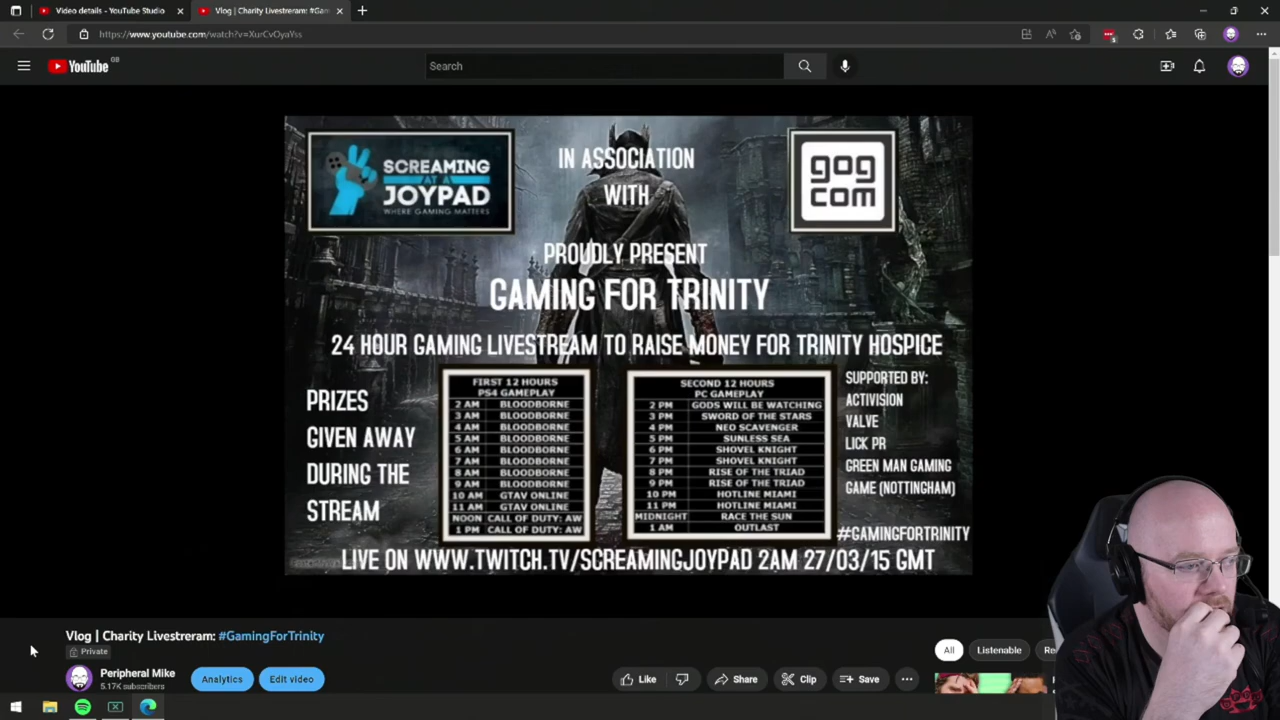 Video details - YouTube Studio
Vlog | Charity Livestreram: #Gam
https://www.youtube.com/watch?v=XurCvOyaYss
YouTube GB
Search
SCREAMING
AT A
JOYPAD
WHERE GAMING MATTERS
IN ASSOCIATION
WITH
gog
com
PROUDLY PRESENT
GAMING FOR TRINITY
24 HOUR GAMING LIVESTREAM TO RAISE MONEY FOR TRINITY HOSPICE
PRIZES
GIVEN AWAY
DURING THE
STREAM
FIRST 12 HOURS
PS4 GAMEPLAY
2 AM BLOODBORNE
3 AM BLOODBORNE
4 AM BLOODBORNE
5 AM BLOODBORNE
6 AM BLOODBORNE
7 AM BLOODBORNE
8 AM BLOODBORNE
9 AM BLOODBORNE
10 AM GTAV ONLINE
11 AM GTAV ONLINE
NOON CALL OF DUTY: AW
1 PM CALL OF DUTY: AW
SECOND 12 HOURS
PC GAMEPLAY
2 PM GODS WILL BE WATCHING
3 PM SWORD OF THE STARS
4 PM NEO SCAVENGER
5 PM SUNLESS SEA
6 PM SHOVEL KNIGHT
7 PM SHOVEL KNIGHT
8 PM RISE OF THE TRIAD
9 PM RISE OF THE TRIAD
10 PM HOTLINE MIAMI
11 PM HOTLINE MIAMI
MIDNIGHT RACE THE SUN
1 AM OUTLAST
SUPPORTED BY:
ACTIVISION
VALVE
LICK PR
GREEN MAN GAMING
GAME (NOTTINGHAM)
#GAMINGFORTRINITY
LIVE ON WWW.TWITCH.TV/SCREAMINGJOYPAD 2AM 27/03/15 GMT
Vlog | Charity Livestreram: #GamingForTrinity
Private
Peripheral Mike
5.17K subscribers
Analytics
Edit video
Like
Share
Clip
Save
All
Listenable
Re